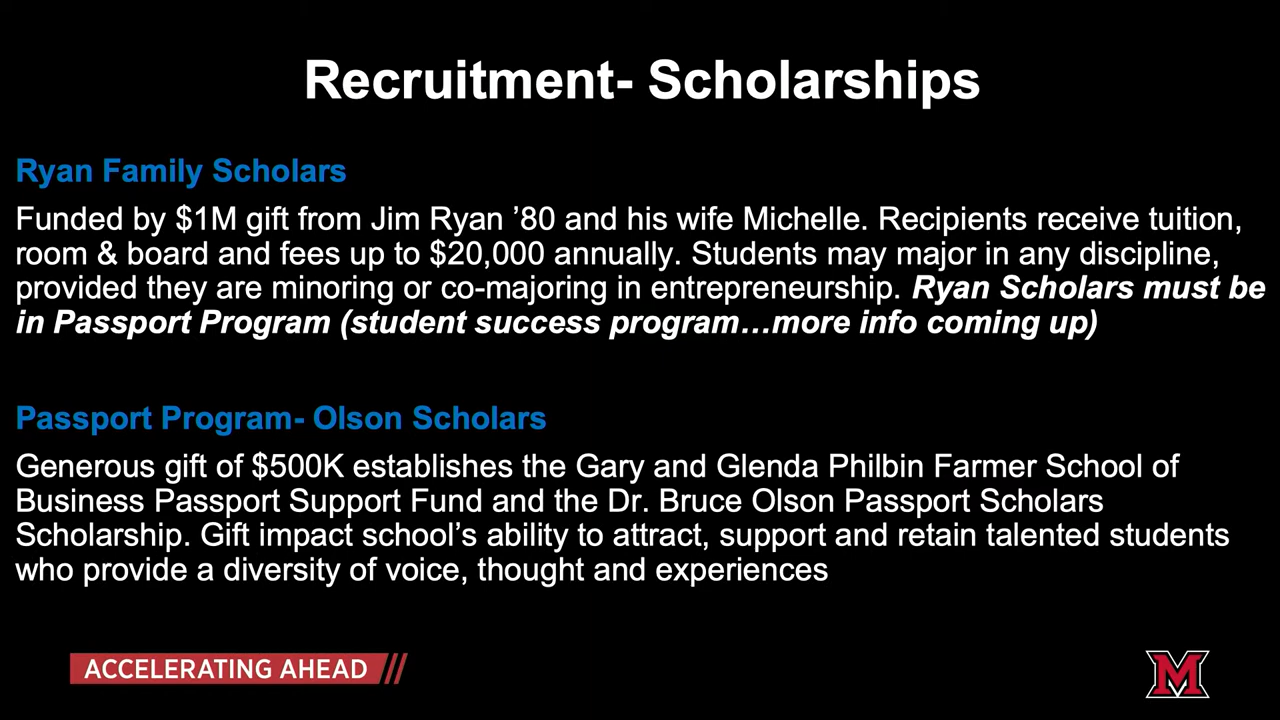 Recruitment- Scholarships
Ryan Family Scholars
Funded by $1M gift from Jim Ryan ’80 and his wife Michelle. Recipients receive tuition,
room & board and fees up to $20,000 annually. Students may major in any discipline,
provided they are minoring or co-majoring in entrepreneurship. Ryan Scholars must be
in Passport Program (student success program…more info coming up)
Passport Program- Olson Scholars
Generous gift of $500K establishes the Gary and Glenda Philbin Farmer School of
Business Passport Support Fund and the Dr. Bruce Olson Passport Scholars
Scholarship. Gift impact school’s ability to attract, support and retain talented students
who provide a diversity of voice, thought and experiences
ACCELERATING AHEAD
M